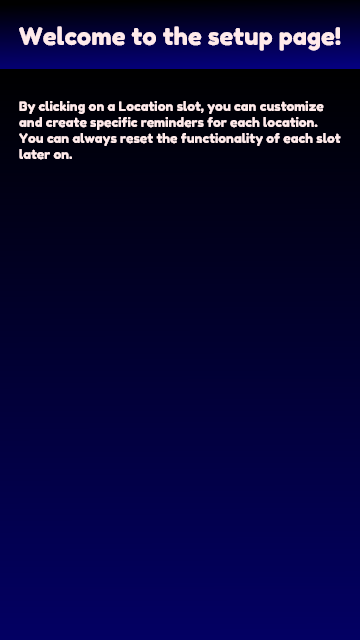 Welcome to the setup page!
By clicking on a Location slot, you can customize
and create specific reminders for each location.
You can always reset the functionality of each slot
later on.